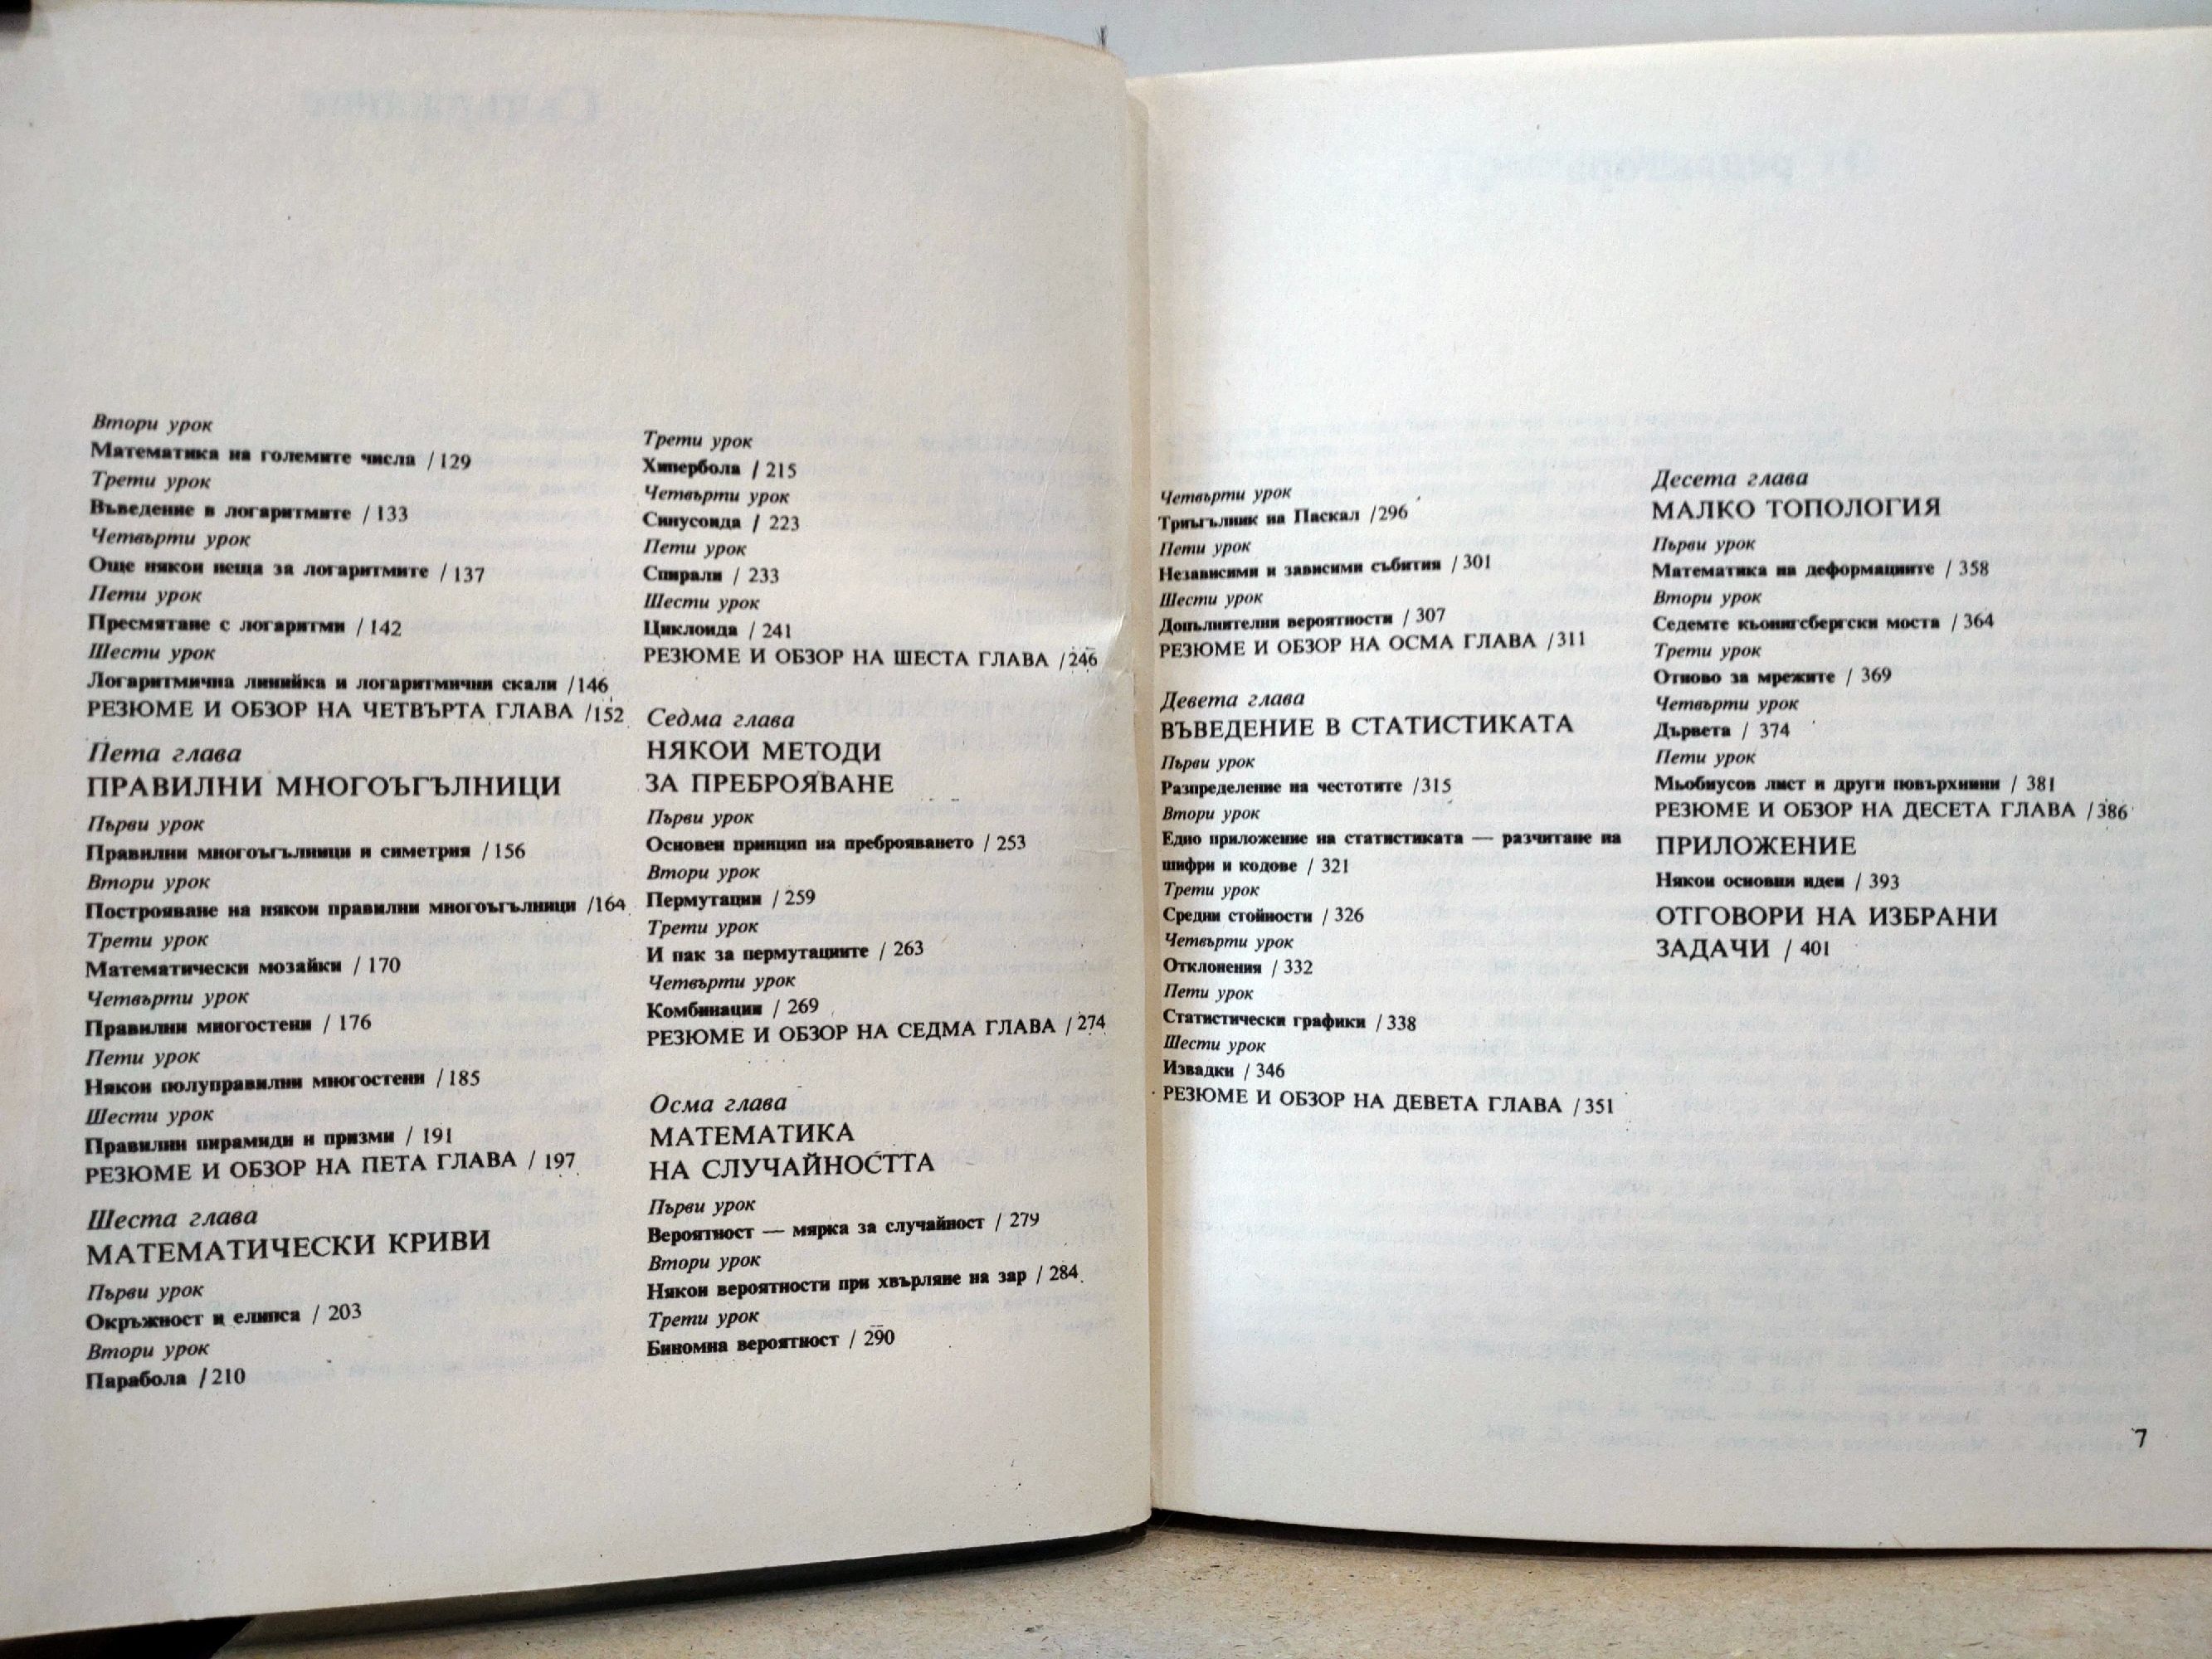 Втори урок
Математика на големите числа / 129
Трети урок
Въведение в логаритмите / 133
Четвърти урок
Още някои неща за логаритмите / 137
Пети урок
Пресмятане с логаритми / 142
Шести урок
Логаритмична линийка и логаритмични скали / 146
РЕЗЮМЕ И ОБЗОР НА ЧЕТВЪРТА ГЛАВА / 152
Пета глава
ПРАВИЛНИ МНОГОЪГЪЛНИЦИ
Първи урок
Правилни многоъгълници и симетрия / 156
Втори урок
Построяване на някои правилни многоъгълници / 164
Трети урок
Математически мозайки / 170
Четвърти урок
Правилни многостени / 176
Пети урок
Някои полуправилни многостени / 185
Шести урок
Правилни пирамиди и призми / 191
РЕЗЮМЕ И ОБЗОР НА ПЕТА ГЛАВА / 197
Шеста глава
МАТЕМАТИЧЕСКИ КРИВИ
Първи урок
Окръжност и елипса / 203
Втори урок
Парабола / 210
Трети урок
Хипербола / 215
Четвърти урок
Синусоида / 223
Пети урок
Спирали / 233
Шести урок
Циклоида / 241
РЕЗЮМЕ И ОБЗОР НА ШЕСТА ГЛАВА / 246
Седма глава
НЯКОИ МЕТОДИ
ЗА ПРЕБРОЯВАНЕ
Първи урок
Основен принцип на преброяването / 253
Втори урок
Пермутации / 259
Трети урок
И пак за пермутациите / 263
Четвърти урок
Комбинации / 269
РЕЗЮМЕ И ОБЗОР НА СЕДМА ГЛАВА / 274
Осма глава
МАТЕМАТИКА
НА СЛУЧАЙНОСТТА
Първи урок
Вероятност — мярка за случайност / 279
Втори урок
Някои вероятности при хвърляне на зар / 284
Трети урок
Биномна вероятност / 290
Четвърти урок
Триъгълник на Паскал / 296
Пети урок
Независими и зависими събития / 301
Шести урок
Допълнителни вероятности / 307
РЕЗЮМЕ И ОБЗОР НА ОСМА ГЛАВА / 311
Девета глава
ВЪВЕДЕНИЕ В СТАТИСТИКАТА
Първи урок
Разпределение на честотите / 315
Втори урок
Едно приложение на статистиката — разчитане на
шифри и кодове / 321
Трети урок
Средни стойности / 326
Четвърти урок
Отклонения / 332
Пети урок
Статистически графики / 338
Шести урок
Извадки / 346
РЕЗЮМЕ И ОБЗОР НА ДЕВЕТА ГЛАВА / 351
Десета глава
МАЛКО ТОПОЛОГИЯ
Първи урок
Математика на деформациите / 358
Втори урок
Седемте кьонигсбергски моста / 364
Трети урок
Отново за мрежите / 369
Четвърти урок
Дървета / 374
Пети урок
Мьобиусов лист и други повърхнини / 381
РЕЗЮМЕ И ОБЗОР НА ДЕСЕТА ГЛАВА / 386
ПРИЛОЖЕНИЕ
Някои основни идеи / 393
ОТГОВОРИ НА ИЗБРАНИ
ЗАДАЧИ / 401
7